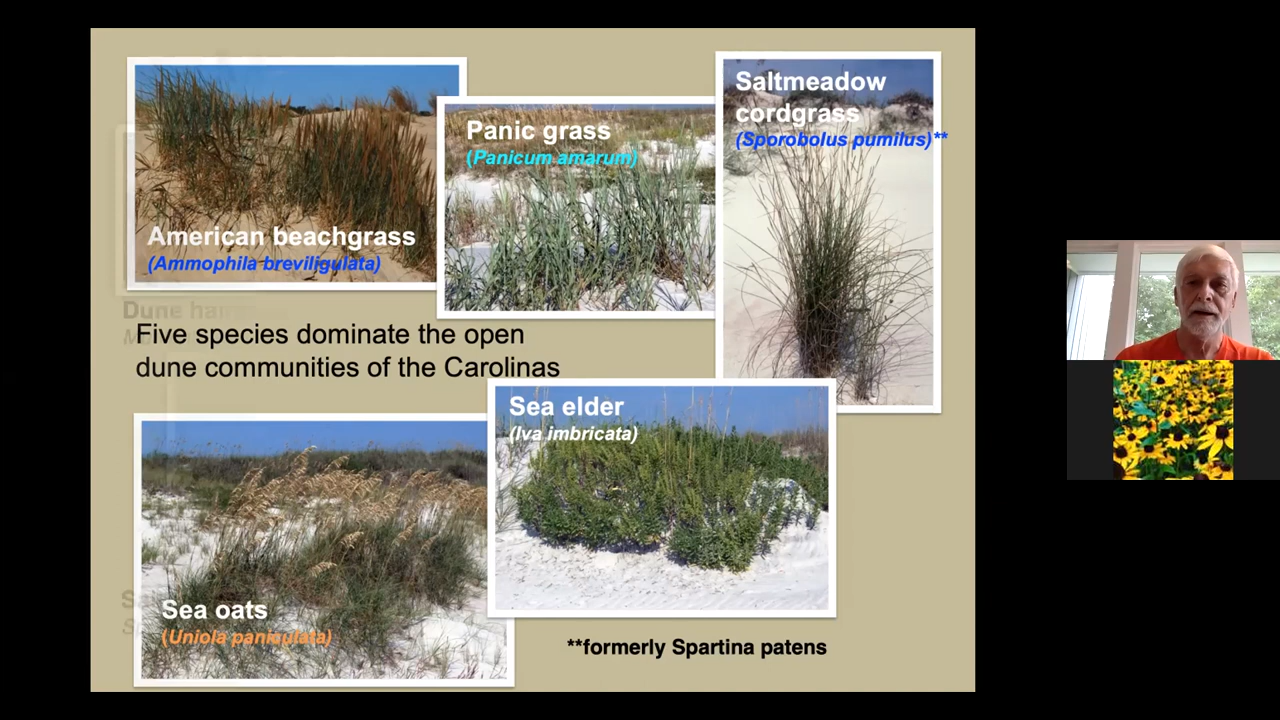 American beachgrass
(Ammophila breviligulata)
Panic grass
(Panicum amarum)
Saltmeadow
cordgrass
(Sporobolus pumilus)**
Dune
Five species dominate the open
dune communities of the Carolinas
Sea elder
(Iva imbricata)
Sea oats
(Uniola paniculata)
**formerly Spartina patens